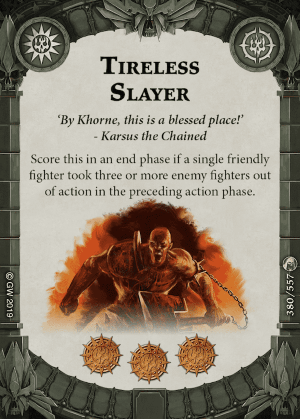 TIRELESS
SLAYER
‘By Khorne, this is a blessed place!’
- Karsus the Chained
Score this in an end phase if a single friendly
fighter took three or more enemy fighters out
of action in the preceding action phase.
© GW 2019
380/557